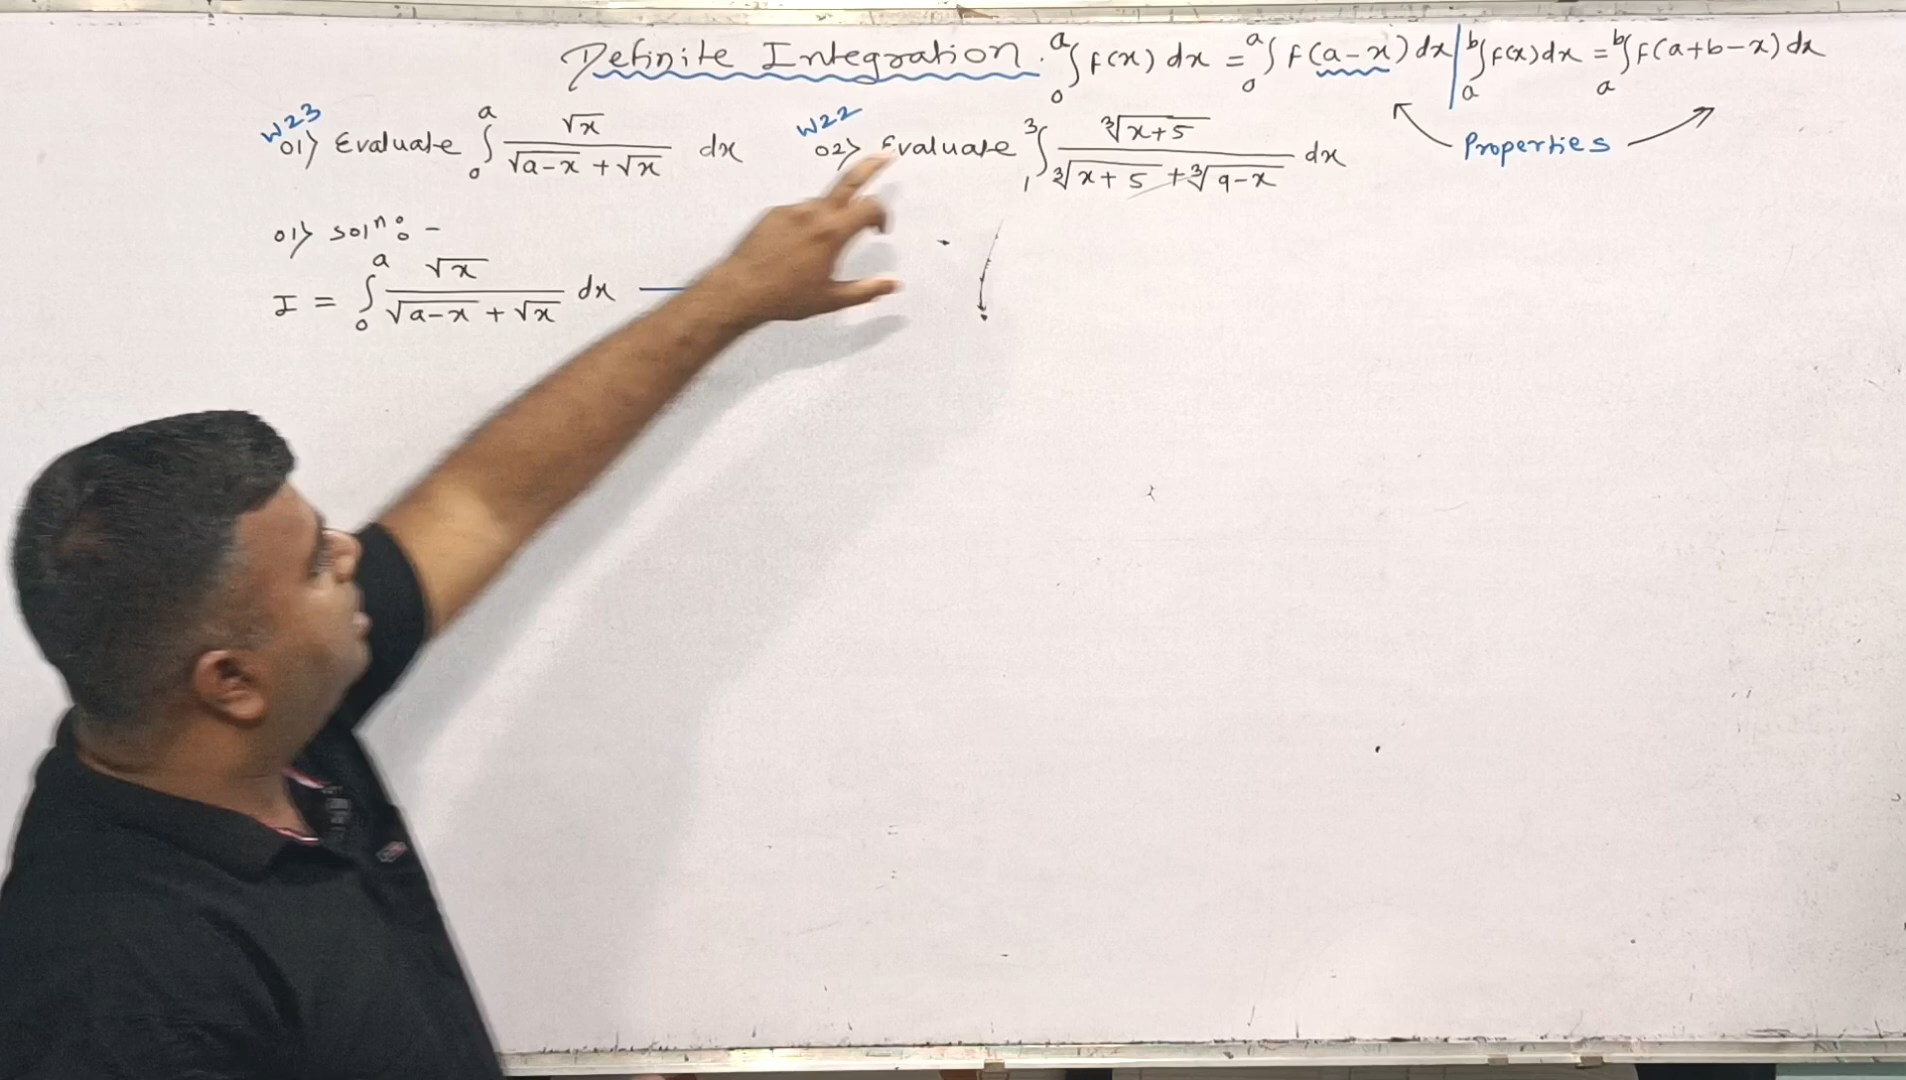 Definite Integration. ₀ᵃ∫ f(x) dx = ₀ᵃ∫ f(a-x) dx | ₐᵇ∫ f(x) dx = ₐᵇ∫ f(a+b-x) dx
Properties
W23
01) Evaluate ₀ᵃ∫ √x / (√(a-x) + √x) dx
W22
02) Evaluate ₁³∫ ∛(x+5) / (∛(x+5) + ∛(9-x)) dx
01) solⁿ: -
I = ₀ᵃ∫ √x / (√(a-x) + √x) dx —